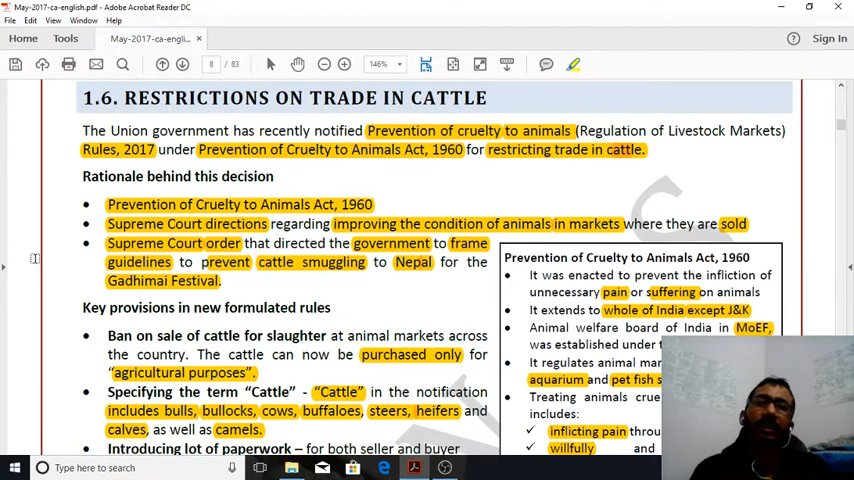 May-2017-ca-english.pdf - Adobe Acrobat Reader DC
File Edit View Window Help
Home Tools May-2017-ca-engli... × Sign In
8 / 83 146%
1.6. RESTRICTIONS ON TRADE IN CATTLE
The Union government has recently notified Prevention of cruelty to animals (Regulation of Livestock Markets)
Rules, 2017 under Prevention of Cruelty to Animals Act, 1960 for restricting trade in cattle.
Rationale behind this decision
• Prevention of Cruelty to Animals Act, 1960
• Supreme Court directions regarding improving the condition of animals in markets where they are sold
• Supreme Court order that directed the government to frame
guidelines to prevent cattle smuggling to Nepal for the
Gadhimai Festival.
Key provisions in new formulated rules
• Ban on sale of cattle for slaughter at animal markets across
the country. The cattle can now be purchased only for
"agricultural purposes".
• Specifying the term "Cattle" - "Cattle" in the notification
includes bulls, bullocks, cows, buffaloes, steers, heifers and
calves, as well as camels.
• Introducing lot of paperwork – for both seller and buyer
Prevention of Cruelty to Animals Act, 1960
• It was enacted to prevent the infliction of
unnecessary pain or suffering on animals
• It extends to whole of India except J&K
• Animal welfare board of India in MoEF,
was established under
• It regulates animal
aquarium and pet fish
• Treating animals
includes:
✓ inflicting pain
✓ willfully and
Type here to search